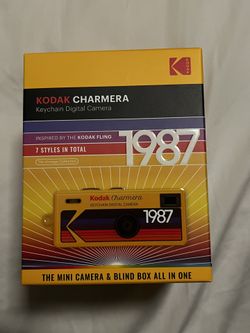 KODAK
KODAK CHARMERA
Keychain Digital Camera
INSPIRED BY THE KODAK FLING
7 STYLES IN TOTAL
1987
Kodak Charmera
KEYCHAIN DIGITAL CAMERA
1987
THE MINI CAMERA & BLIND BOX ALL IN ONE